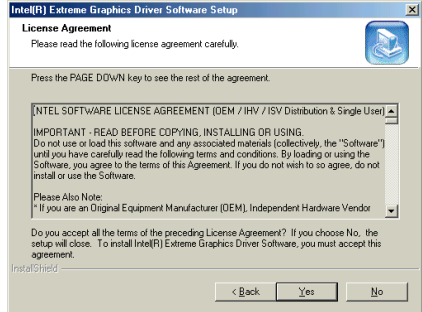 Intel(R) Extreme Graphics Driver Software Setup
License Agreement
Please read the following license agreement carefully.
Press the PAGE DOWN key to see the rest of the agreement.
INTEL SOFTWARE LICENSE AGREEMENT (OEM / IHV / ISV Distribution & Single User)
IMPORTANT - READ BEFORE COPYING, INSTALLING OR USING.
Do not use or load this software and any associated materials (collectively, the "Software")
until you have carefully read the following terms and conditions. By loading or using the
Software, you agree to the terms of this Agreement. If you do not wish to so agree, do not
install or use the Software.
Please Also Note:
* If you are an Original Equipment Manufacturer (OEM), Independent Hardware Vendor
Do you accept all the terms of the preceding License Agreement? If you choose No, the
setup will close. To install Intel(R) Extreme Graphics Driver Software, you must accept this
agreement.
InstallShield
< Back
Yes
No